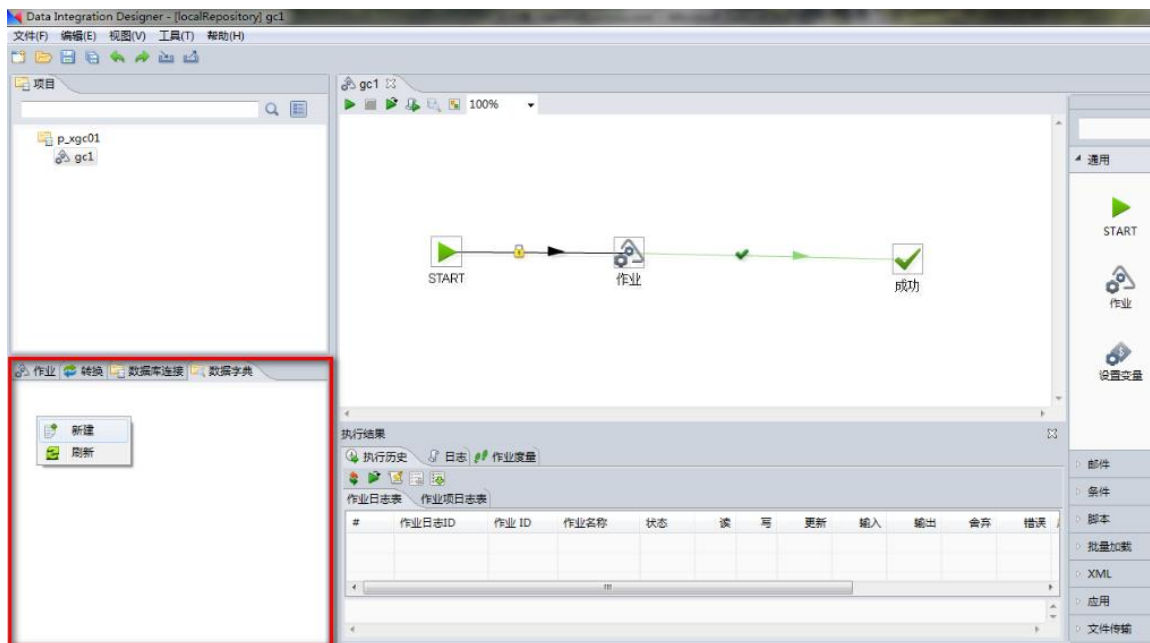 Data Integration Designer - [localRepository] gc1
文件(F) 编辑(E) 视图(V) 工具(T) 帮助(H)
项目
p_xgc01
gc1
作业 转换 数据库连接 数据字典
新建
刷新
gc1
100%
START
作业
成功
执行结果
执行历史 日志 作业度量
作业日志表 作业项日志表
# 作业日志ID 作业 ID 作业名称 状态 读 写 更新 输入 输出 舍弃 错误
通用
START
作业
设置变量
邮件
条件
脚本
批量加载
XML
应用
文件传输